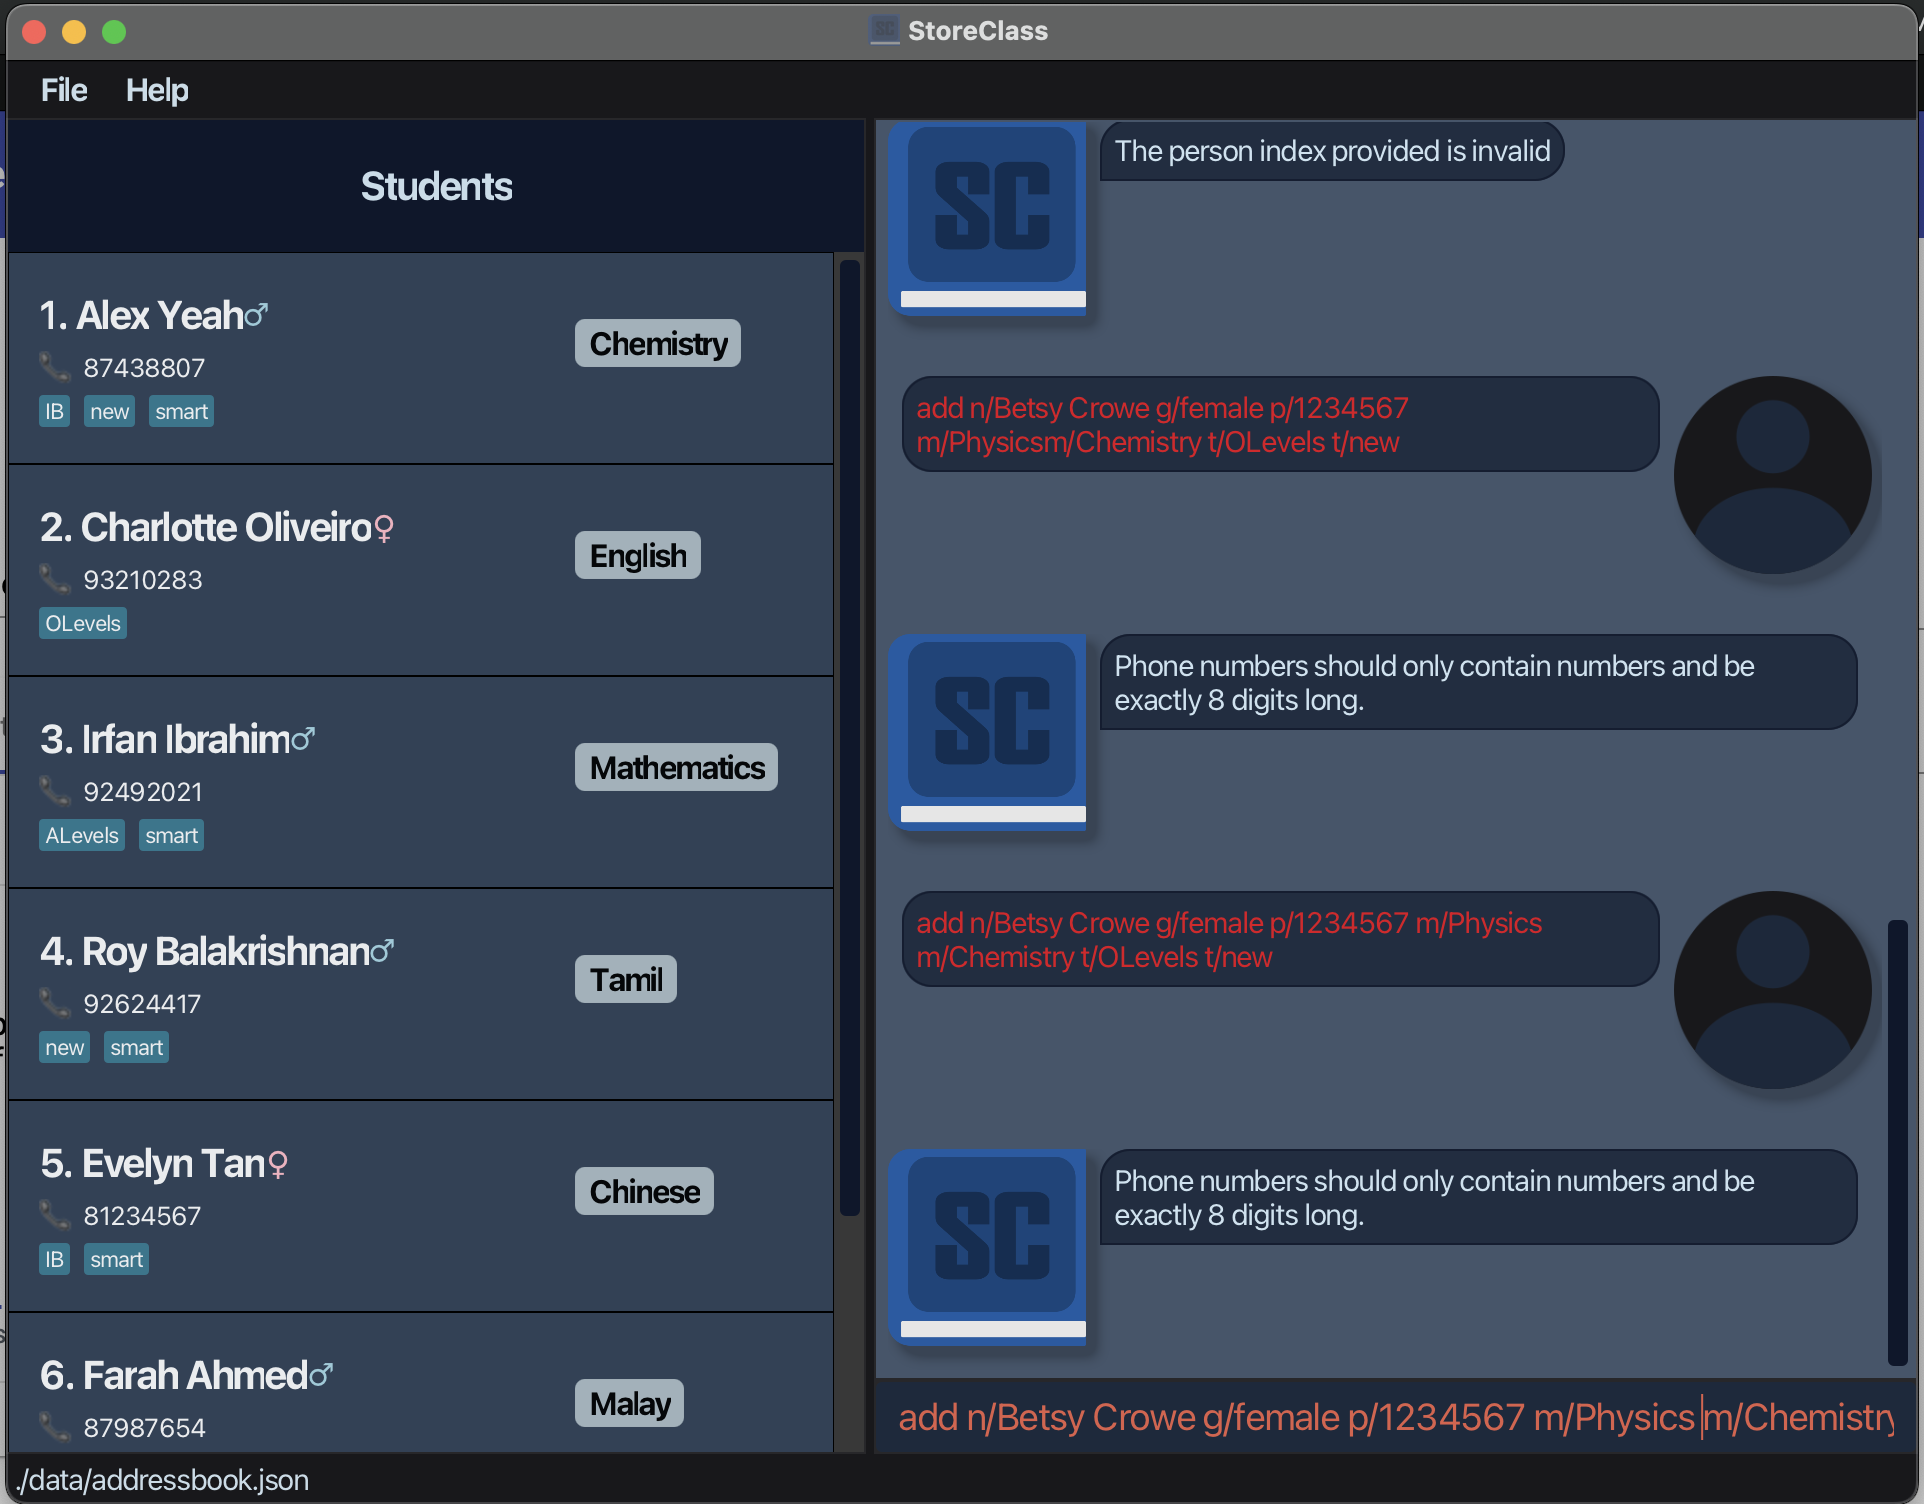 SC StoreClass
File Help
Students
1. Alex Yeah♂
87438807
IB new smart
Chemistry
2. Charlotte Oliveiro♀
93210283
OLevels
English
3. Irfan Ibrahim♂
92492021
ALevels smart
Mathematics
4. Roy Balakrishnan♂
92624417
new smart
Tamil
5. Evelyn Tan♀
81234567
IB smart
Chinese
6. Farah Ahmed♂
87987654
Malay
SC
The person index provided is invalid
add n/Betsy Crowe g/female p/1234567
m/Physicsm/Chemistry t/OLevels t/new
SC
Phone numbers should only contain numbers and be
exactly 8 digits long.
add n/Betsy Crowe g/female p/1234567 m/Physics
m/Chemistry t/OLevels t/new
SC
Phone numbers should only contain numbers and be
exactly 8 digits long.
add n/Betsy Crowe g/female p/1234567 m/Physics m/Chemistry
./data/addressbook.json